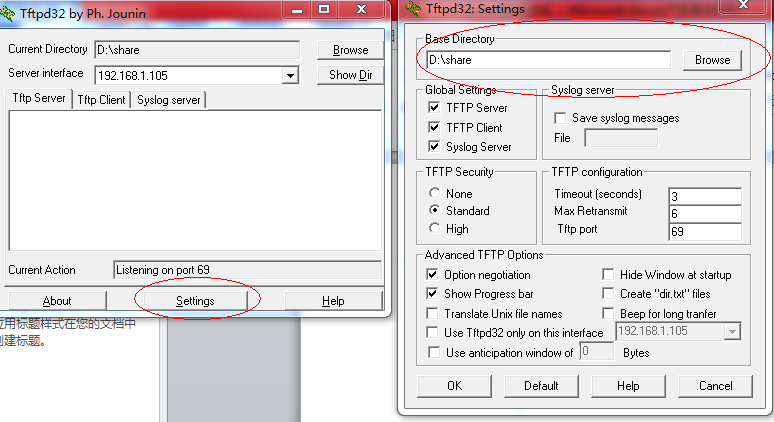 Tftpd32 by Ph. Jounin
Current Directory D:\share Browse
Server interface 192.168.1.105 Show Dir
Tftp Server Tftp Client Syslog server
Current Action Listening on port 69
About Settings Help
应用标题样式在您的文档中
创建标题。
Tftpd32: Settings
Base Directory
D:\share Browse
Global Settings
TFTP Server
TFTP Client
Syslog Server
Syslog server
Save syslog messages
File
TFTP Security
None
Standard
High
TFTP configuration
Timeout (seconds) 3
Max Retransmit 6
Tftp port 69
Advanced TFTP Options
Option negotiation Hide Window at startup
Show Progress bar Create "dir.txt" files
Translate Unix file names Beep for long tranfer
Use Tftpd32 only on this interface 192.168.1.105
Use anticipation window of 0 Bytes
OK Default Help Cancel